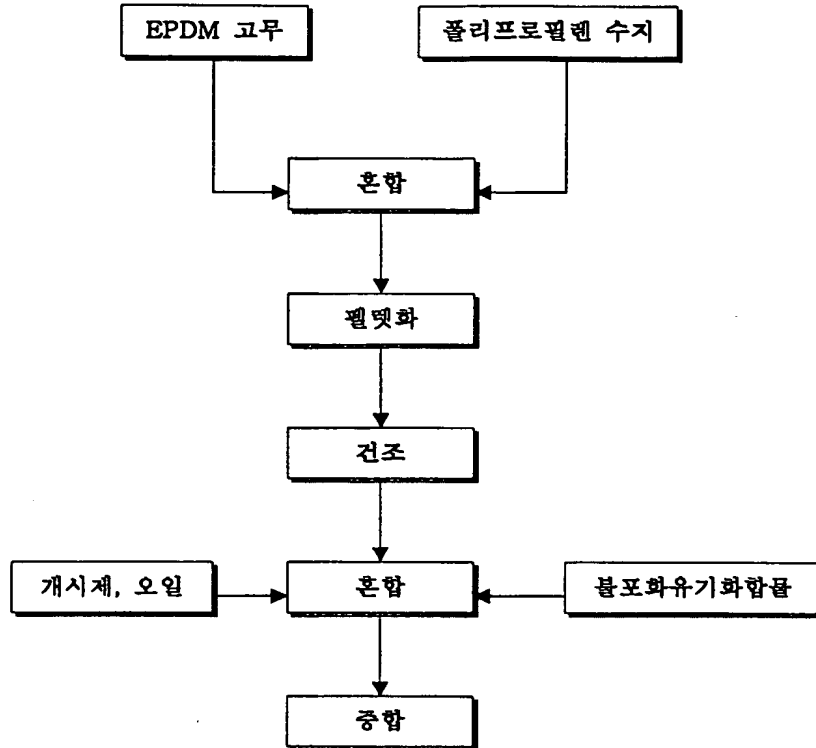 EPDM 고무
폴리프로필렌 수지
혼합
펠렛화
건조
개시제, 오일
혼합
불포화유기화합물
중합